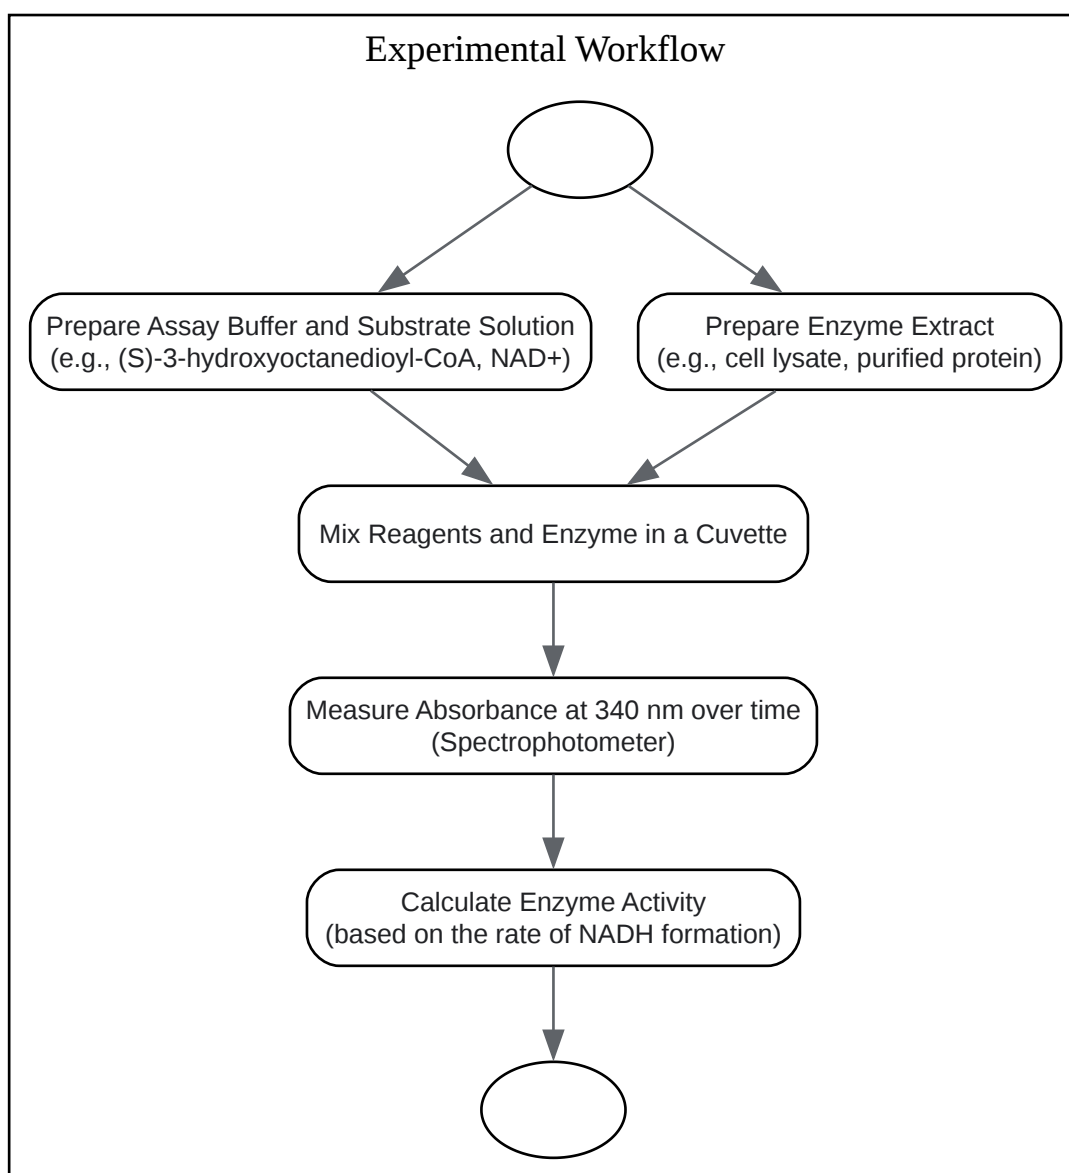 Experimental Workflow
Prepare Assay Buffer and Substrate Solution
(e.g., (S)-3-hydroxyoctanedioyl-CoA, NAD+)
Prepare Enzyme Extract
(e.g., cell lysate, purified protein)
Mix Reagents and Enzyme in a Cuvette
Measure Absorbance at 340 nm over time
(Spectrophotometer)
Calculate Enzyme Activity
(based on the rate of NADH formation)